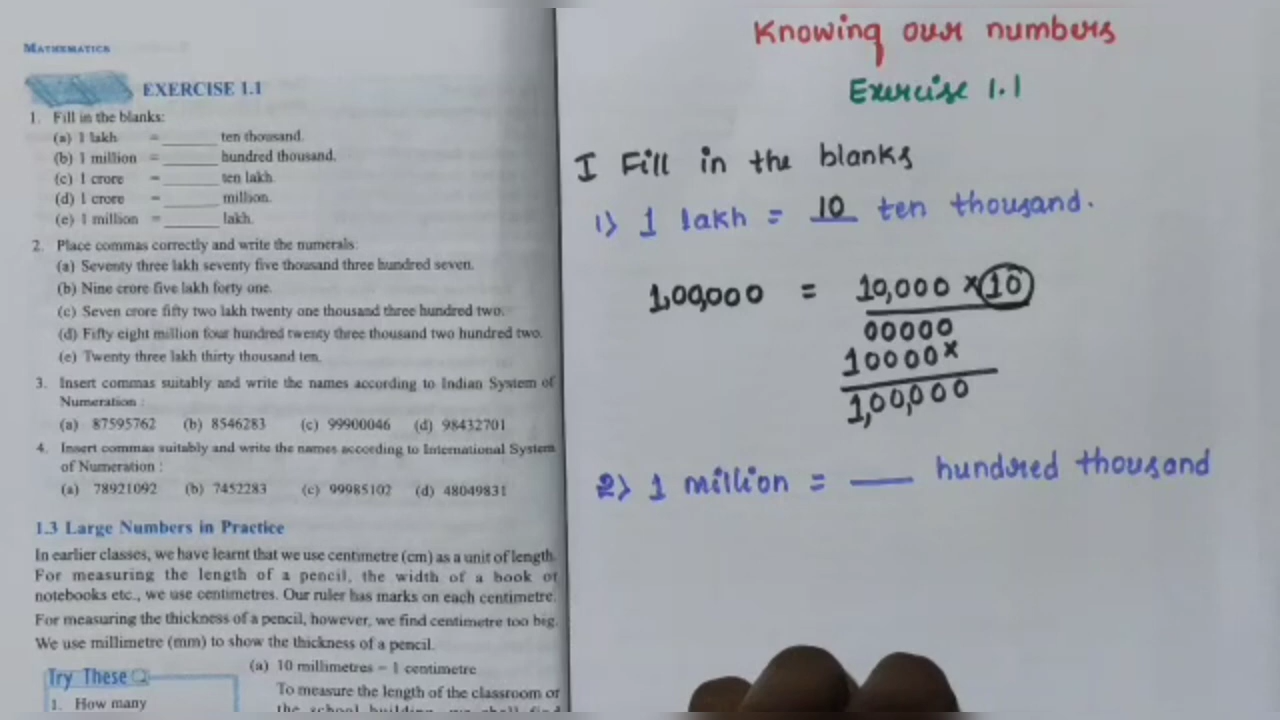 MATHEMATICS
EXERCISE 1.1
1. Fill in the blanks:
(a) 1 lakh = _____ ten thousand.
(b) 1 million = _____ hundred thousand.
(c) 1 crore = _____ ten lakh.
(d) 1 crore = _____ million.
(e) 1 million = _____ lakh.
2. Place commas correctly and write the numerals:
(a) Seventy three lakh seventy five thousand three hundred seven.
(b) Nine crore five lakh forty one.
(c) Seven crore fifty two lakh twenty one thousand three hundred two.
(d) Fifty eight million four hundred twenty three thousand two hundred two.
(e) Twenty three lakh thirty thousand ten.
3. Insert commas suitably and write the names according to Indian System of
Numeration :
(a) 87595762 (b) 8546283 (c) 99900046 (d) 98432701
4. Insert commas suitably and write the names according to International System
of Numeration :
(a) 78921092 (b) 7452283 (c) 99985102 (d) 48049831
1.3 Large Numbers in Practice
In earlier classes, we have learnt that we use centimetre (cm) as a unit of length.
For measuring the length of a pencil, the width of a book or
notebooks etc., we use centimetres. Our ruler has marks on each centimetre.
For measuring the thickness of a pencil, however, we find centimetre too big.
We use millimetre (mm) to show the thickness of a pencil.
Try These
1. How many
(a) 10 millimetres = 1 centimetre
To measure the length of the classroom or
the school building, we shall find
Knowing our numbers
Exercise 1.1
I Fill in the blanks
1) 1 lakh = 10 ten thousand.
1,00,000 = 10,000 × 10
00000
10000×
1,00,000
2) 1 million = ___ hundred thousand